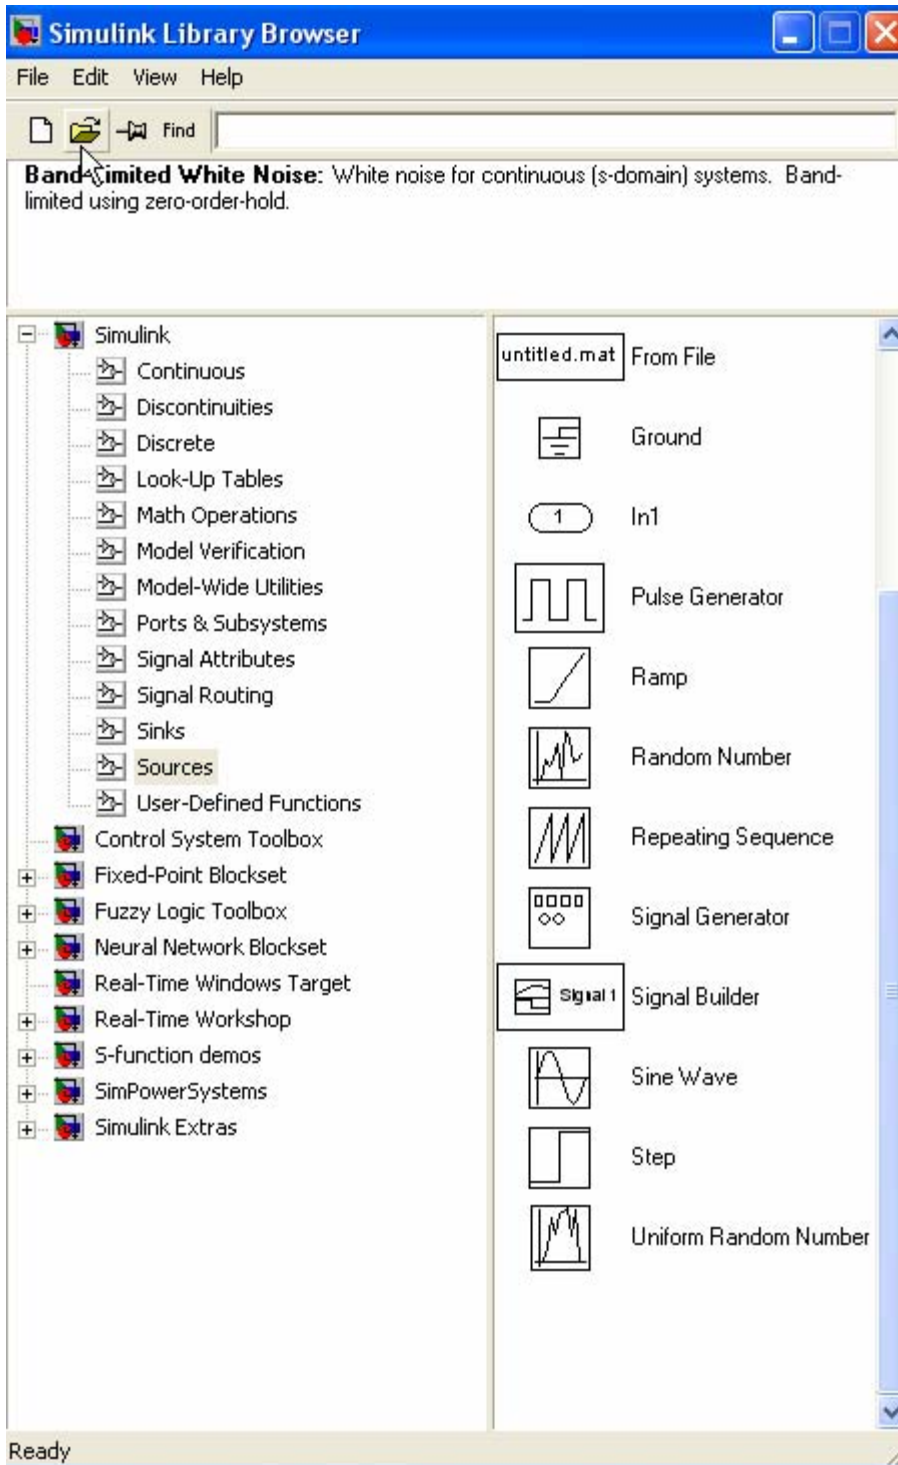 Simulink Library Browser
File Edit View Help
Find
Band-Limited White Noise: White noise for continuous (s-domain) systems. Band-
limited using zero-order-hold.
Simulink
Continuous
Discontinuities
Discrete
Look-Up Tables
Math Operations
Model Verification
Model-Wide Utilities
Ports & Subsystems
Signal Attributes
Signal Routing
Sinks
Sources
User-Defined Functions
Control System Toolbox
Fixed-Point Blockset
Fuzzy Logic Toolbox
Neural Network Blockset
Real-Time Windows Target
Real-Time Workshop
S-function demos
SimPowerSystems
Simulink Extras
untitled.mat From File
Ground
1 In1
Pulse Generator
Ramp
Random Number
Repeating Sequence
Signal Generator
Signal 1 Signal Builder
Sine Wave
Step
Uniform Random Number
Ready